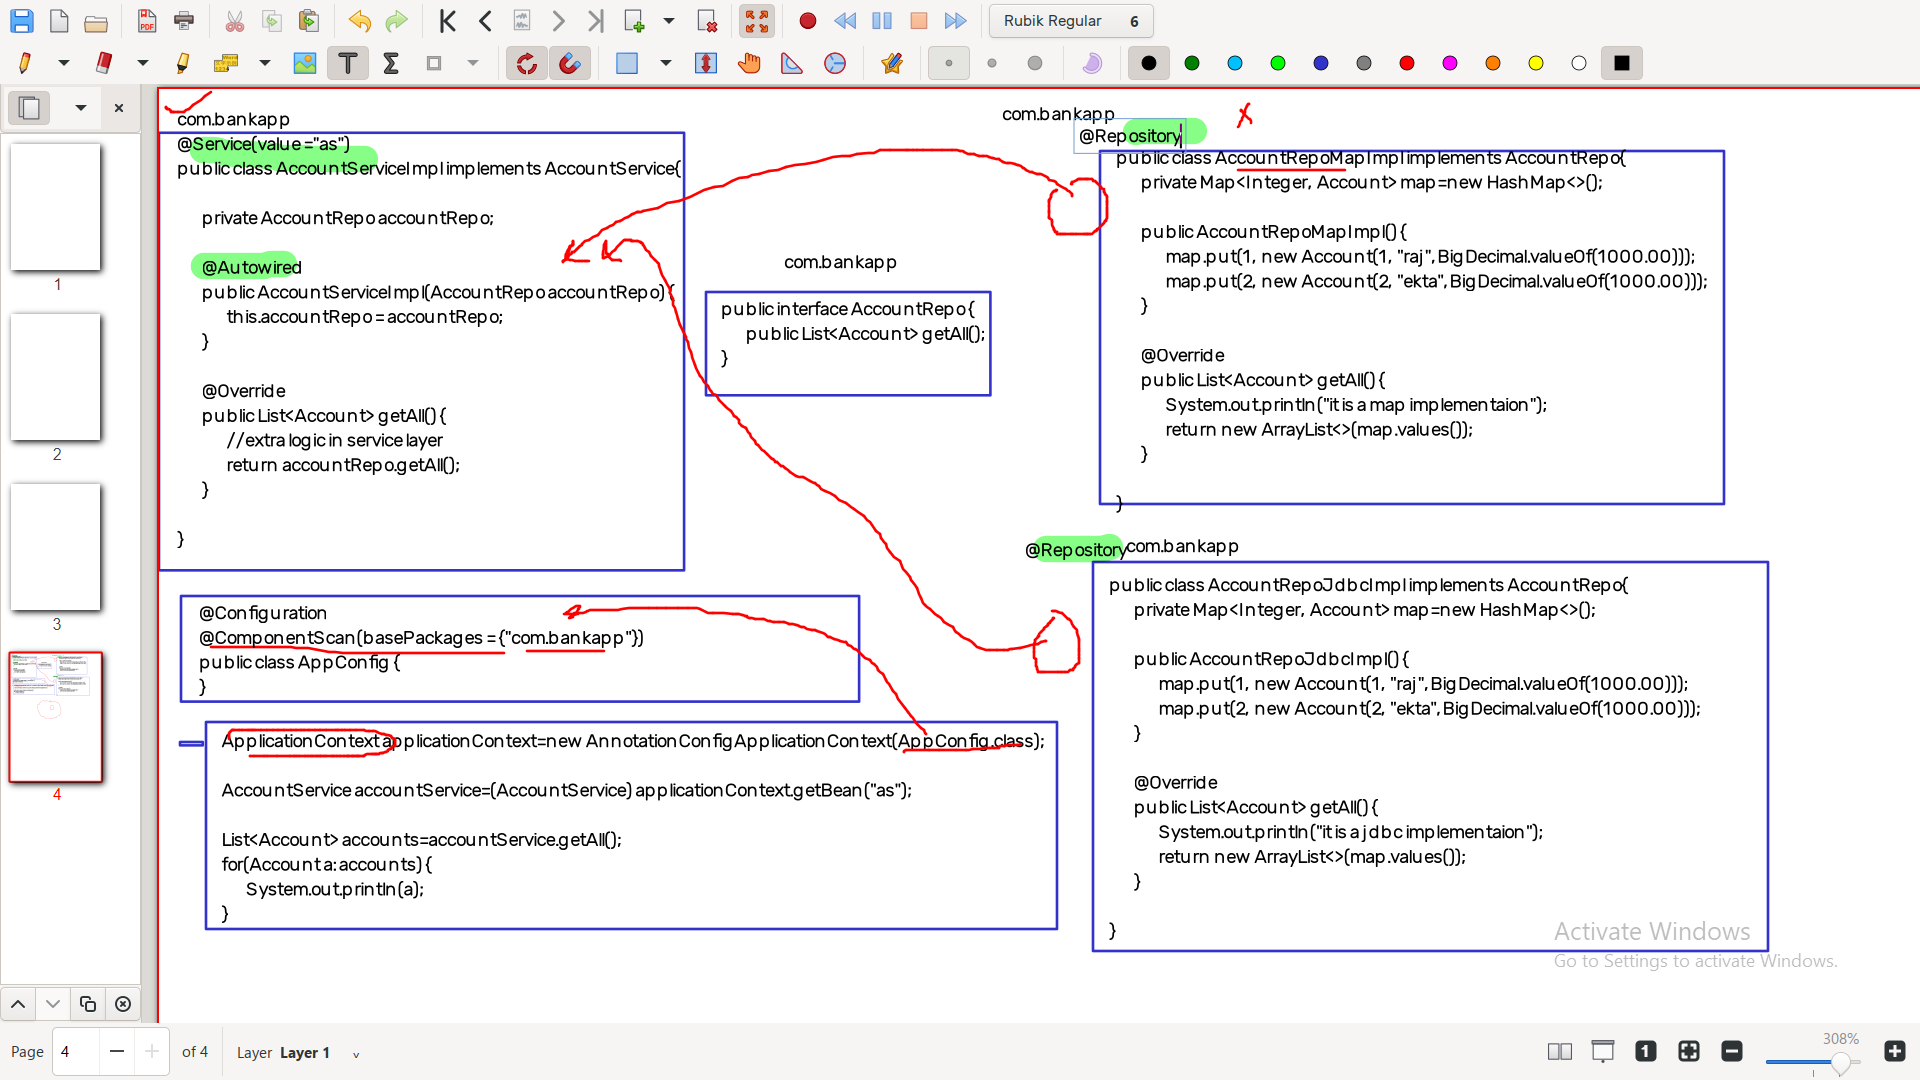 Rubik Regular 6
com.bankapp
@Service(value ="as")
public class AccountServiceImpl implements AccountService{
private AccountRepo accountRepo;
@Autowired
public AccountServiceImpl(AccountRepo accountRepo) {
this.accountRepo = accountRepo;
}
@Override
public List<Account> getAll() {
//extra logic in service layer
return accountRepo.getAll();
}
}
com.bankapp
public interface AccountRepo {
public List<Account> getAll();
}
com.bankapp
@Repository
X
public class AccountRepoMapImpl implements AccountRepo{
private Map<Integer, Account> map=new HashMap<>();
public AccountRepoMapImpl() {
map.put(1, new Account(1, "raj", BigDecimal.valueOf(1000.00)));
map.put(2, new Account(2, "ekta", BigDecimal.valueOf(1000.00)));
}
@Override
public List<Account> getAll() {
System.out.println("it is a map implementaion");
return new ArrayList<>(map.values());
}
}
@Configuration
@ComponentScan(basePackages = {"com.bankapp"})
public class AppConfig {
}
ApplicationContext applicationContext=new AnnotationConfigApplicationContext(AppConfig.class);
AccountService accountService=(AccountService) applicationContext.getBean("as");
List<Account> accounts=accountService.getAll();
for(Account a: accounts) {
System.out.println(a);
}
@Repository com.bankapp
public class AccountRepoJdbcImpl implements AccountRepo{
private Map<Integer, Account> map=new HashMap<>();
public AccountRepoJdbcImpl() {
map.put(1, new Account(1, "raj", BigDecimal.valueOf(1000.00)));
map.put(2, new Account(2, "ekta", BigDecimal.valueOf(1000.00)));
}
@Override
public List<Account> getAll() {
System.out.println("it is a jdbc implementaion");
return new ArrayList<>(map.values());
}
}
1
2
3
4
Activate Windows
Go to Settings to activate Windows.
Page 4 of 4 Layer Layer 1
308%